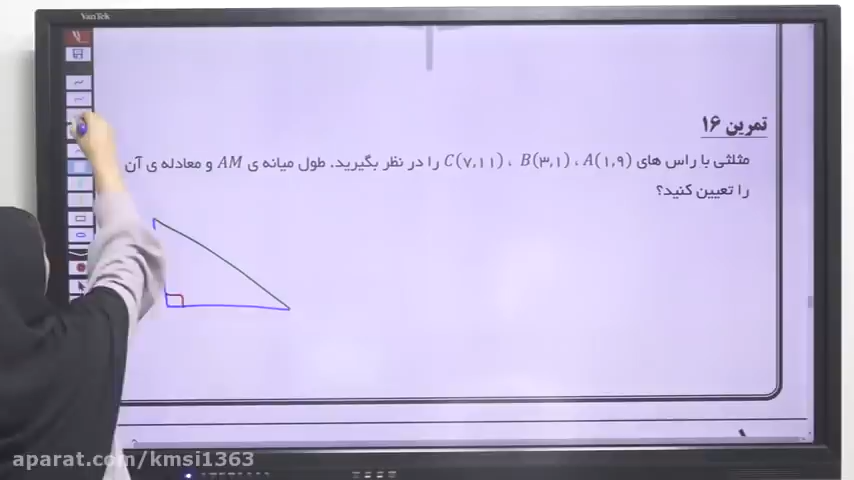 VanTek
تمرین ۱۶
مثلثی با راس های A(۱,۹) ، B(۳,۱) ، C(۷,۱۱) را در نظر بگیرید. طول میانه ی AM و معادله ی آن
را تعیین کنید؟
aparat.com/kmsi1363